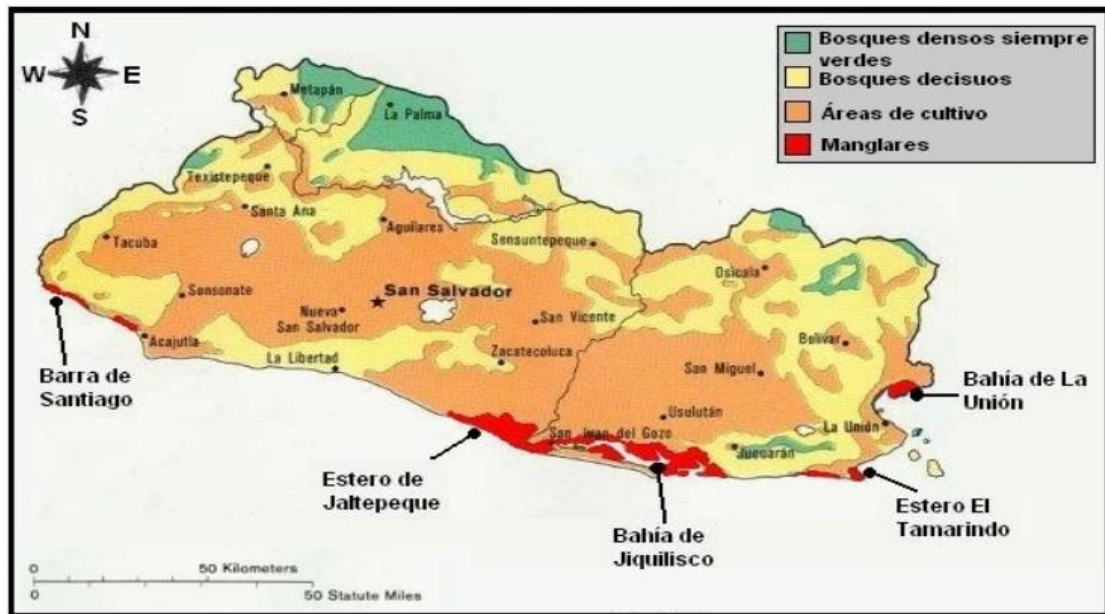 N
W E
S
Bosques densos siempre
verdes
Bosques decisuos
Áreas de cultivo
Manglares
Metapán
La Palma
Texistepeque
Santa Ana
Aguilares
Tacuba
Sensuntepeque
Osicala
Sonsonate
San Salvador
Nueva
San Salvador
San Vicente
Acajutla
La Libertad
Zacatecoluca
Bolívar
San Miguel
Barra de
Santiago
Bahía de La
Unión
Usulután
La Unión
San Juan del Gozo
Jucuarán
Estero de
Jaltepeque
Estero El
Tamarindo
Bahía de
Jiquilisco
0 50 Kilometers
0 50 Statute Miles